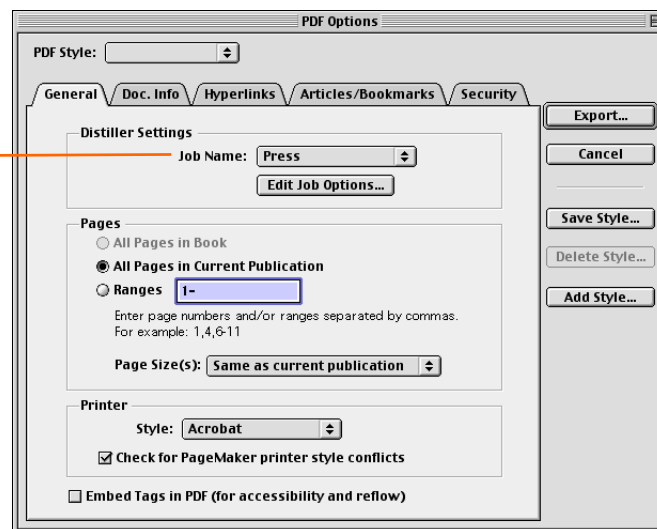 PDF Options
PDF Style:
General Doc. Info Hyperlinks Articles/Bookmarks Security
Export...
Cancel
Save Style...
Delete Style...
Add Style...
Distiller Settings
Job Name: Press
Edit Job Options...
Pages
All Pages in Book
All Pages in Current Publication
Ranges 1-
Enter page numbers and/or ranges separated by commas.
For example: 1,4,6-11
Page Size(s): Same as current publication
Printer
Style: Acrobat
Check for PageMaker printer style conflicts
Embed Tags in PDF (for accessibility and reflow)